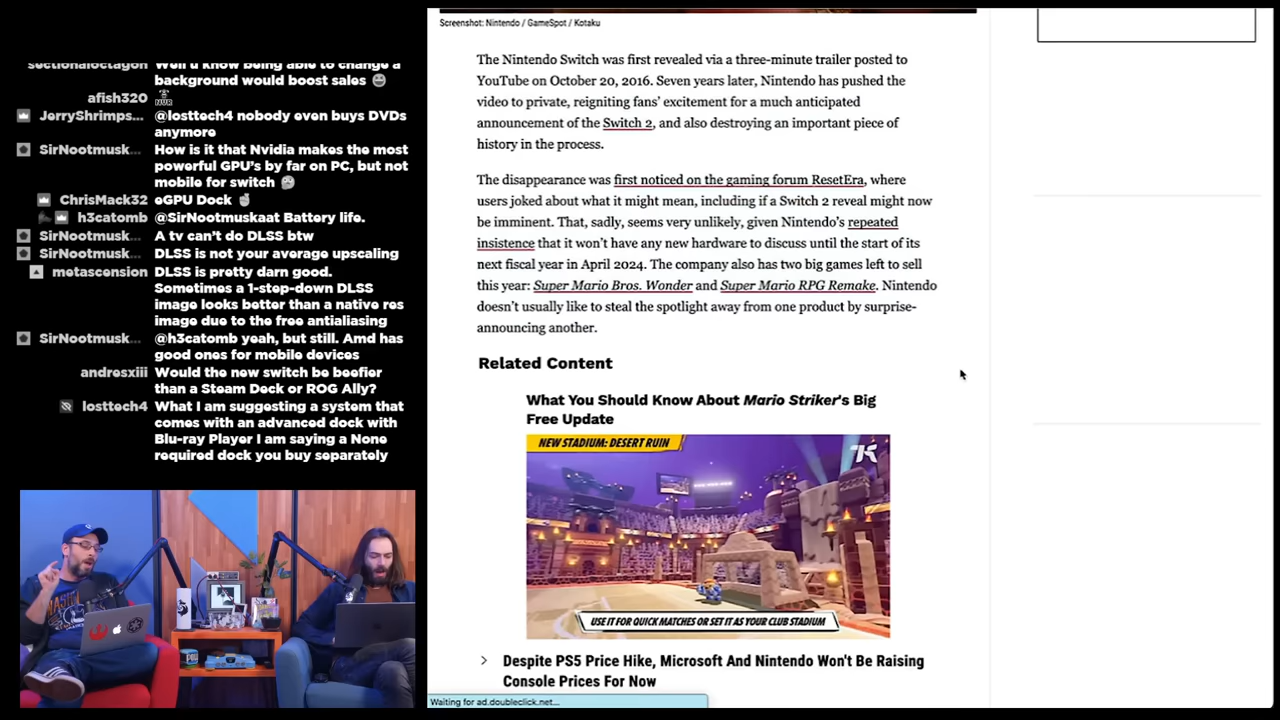 sectionaloctagon Well u know being able to change a
background would boost sales
afish320
JerryShrimps... @losttech4 nobody even buys DVDs
anymore
SirNootmusk... How is it that Nvidia makes the most
powerful GPU's by far on PC, but not
mobile for switch
ChrisMack32 eGPU Dock
h3catomb @SirNootmuskaat Battery life.
SirNootmusk... A tv can't do DLSS btw
SirNootmusk... DLSS is not your average upscaling
metascension DLSS is pretty darn good.
Sometimes a 1-step-down DLSS
image looks better than a native res
image due to the free antialiasing
SirNootmusk... @h3catomb yeah, but still. Amd has
good ones for mobile devices
andresxiii Would the new switch be beefier
than a Steam Deck or ROG Ally?
losttech4 What I am suggesting a system that
comes with an advanced dock with
Blu-ray Player I am saying a None
required dock you buy separately
Screenshot: Nintendo / GameSpot / Kotaku
The Nintendo Switch was first revealed via a three-minute trailer posted to
YouTube on October 20, 2016. Seven years later, Nintendo has pushed the
video to private, reigniting fans' excitement for a much anticipated
announcement of the Switch 2, and also destroying an important piece of
history in the process.
The disappearance was first noticed on the gaming forum ResetEra, where
users joked about what it might mean, including if a Switch 2 reveal might now
be imminent. That, sadly, seems very unlikely, given Nintendo's repeated
insistence that it won't have any new hardware to discuss until the start of its
next fiscal year in April 2024. The company also has two big games left to sell
this year: Super Mario Bros. Wonder and Super Mario RPG Remake. Nintendo
doesn't usually like to steal the spotlight away from one product by surprise-
announcing another.
Related Content
What You Should Know About Mario Striker's Big
Free Update
NEW STADIUM: DESERT RUIN
USE IT FOR QUICK MATCHES OR SET IT AS YOUR CLUB STADIUM
Despite PS5 Price Hike, Microsoft And Nintendo Won't Be Raising
Console Prices For Now
Waiting for ad.doubleclick.net...